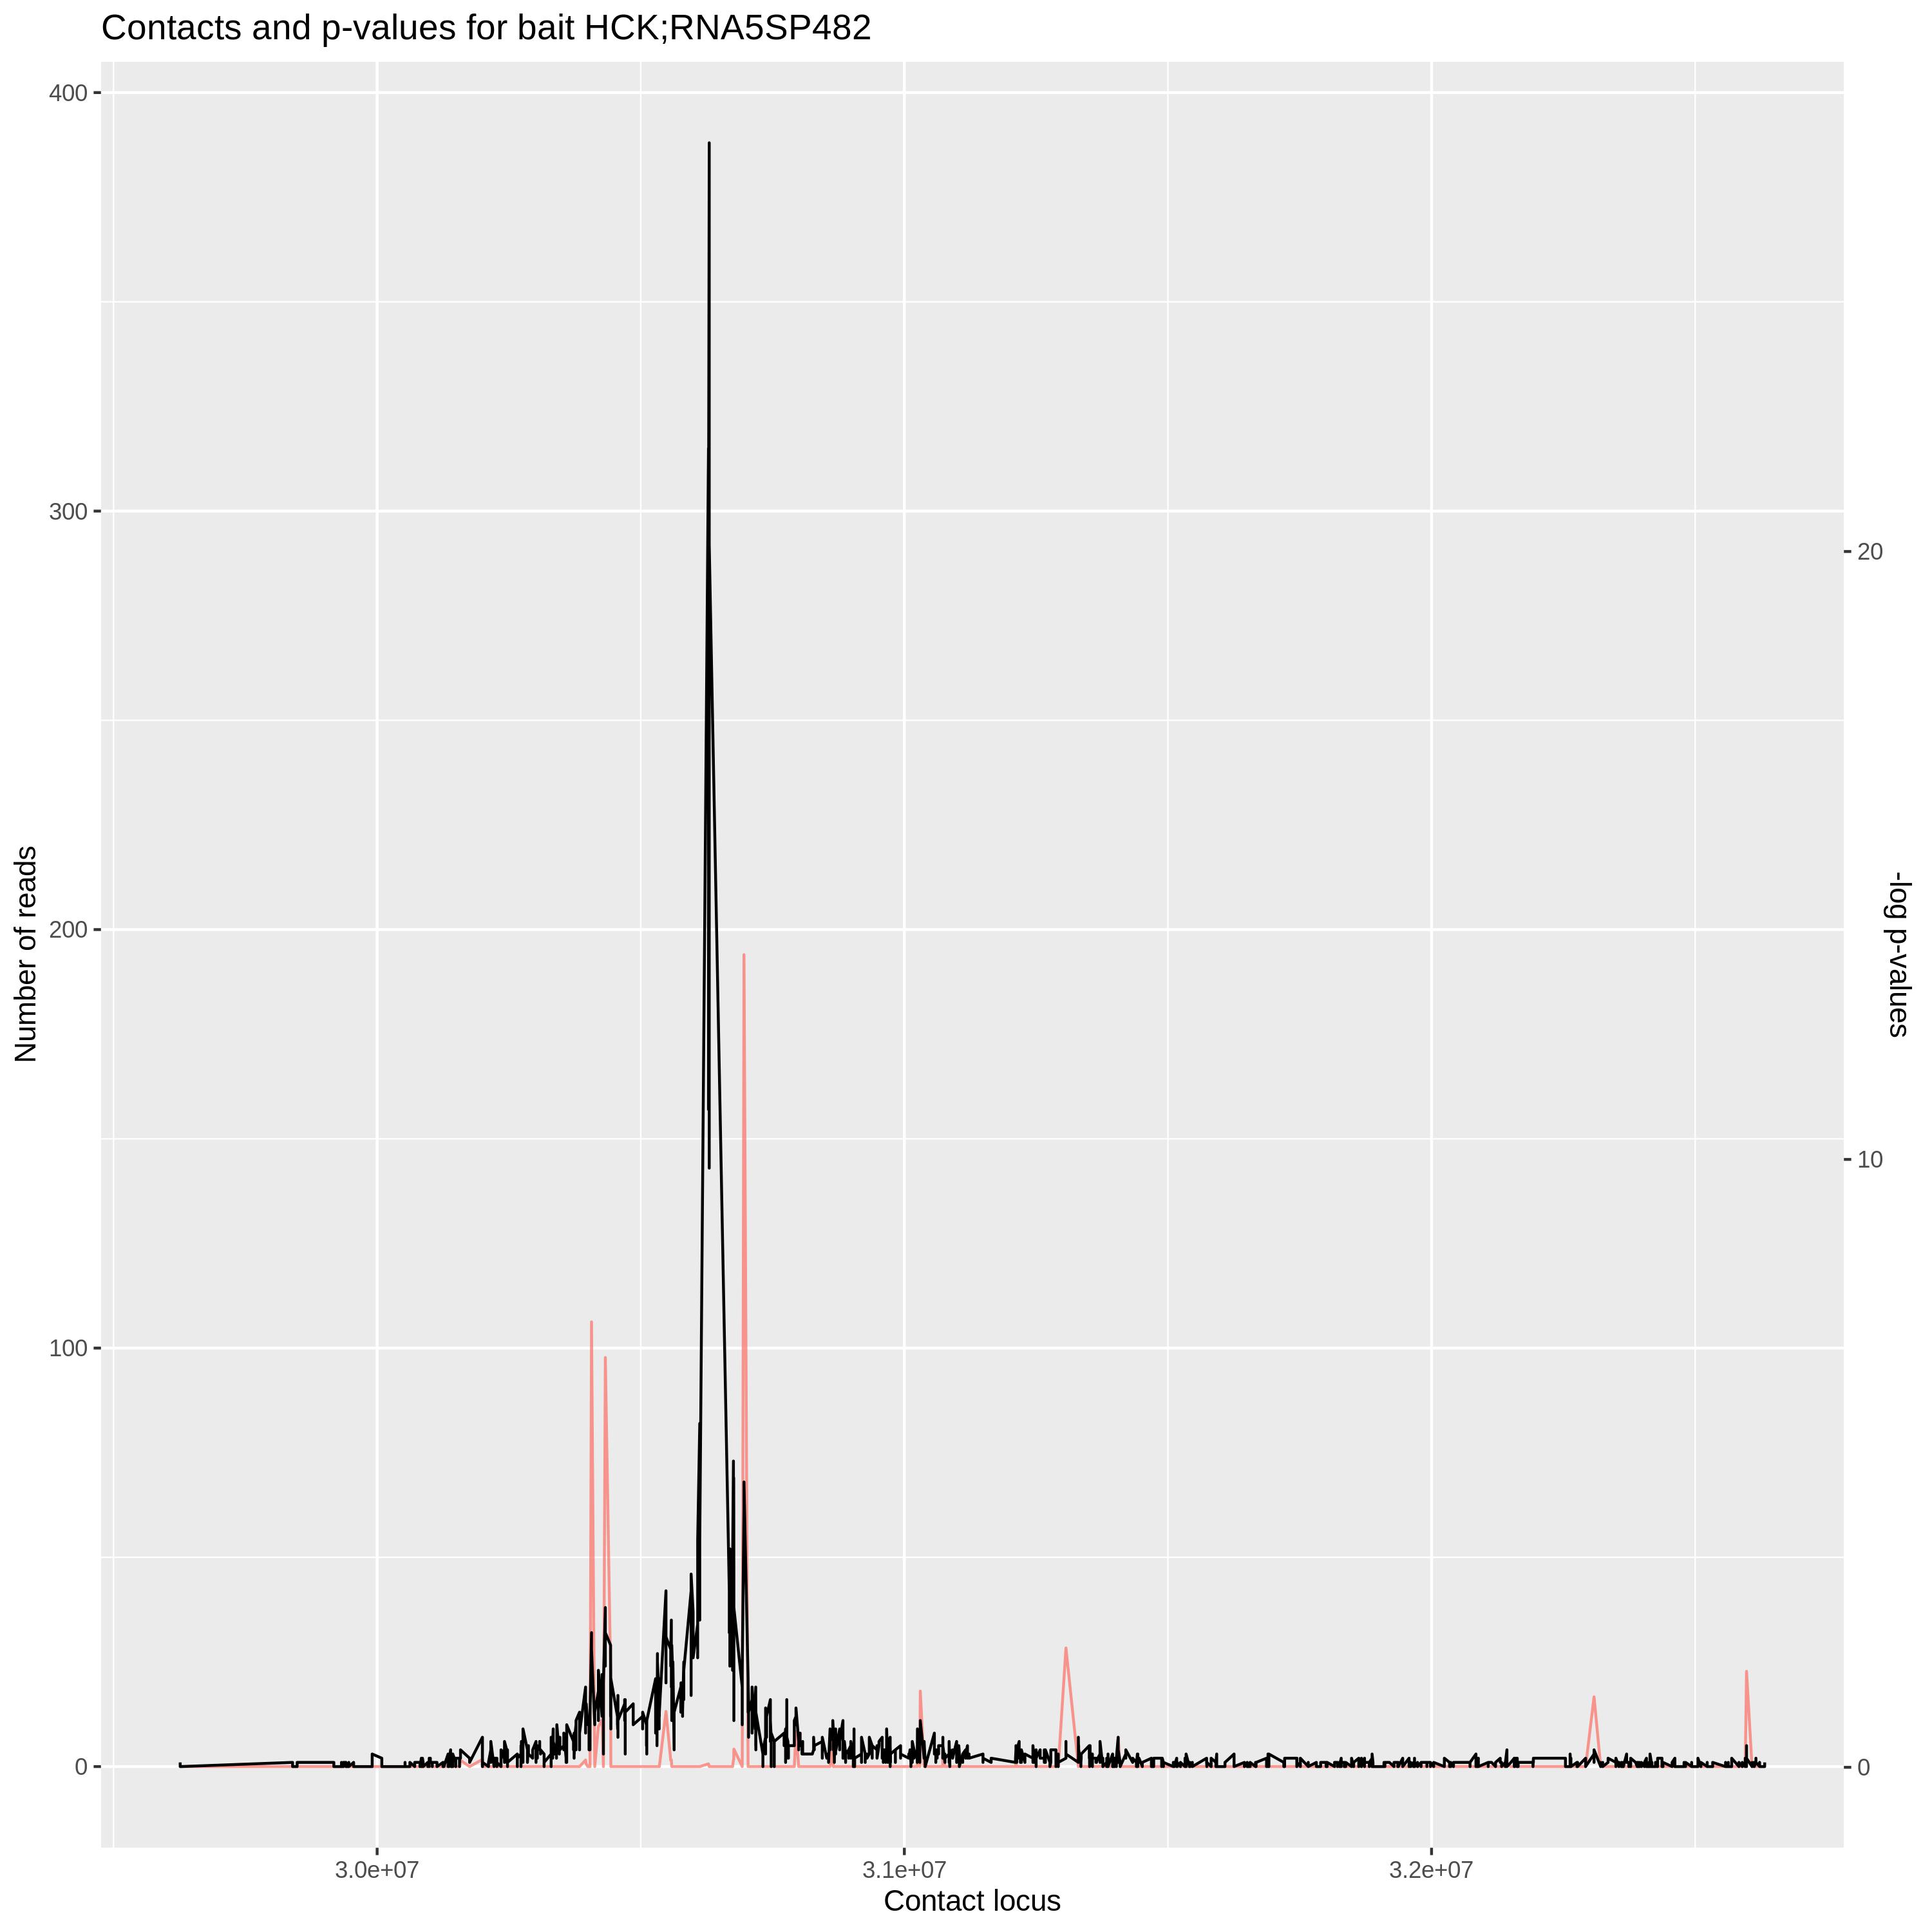 Contacts and p-values for bait HCK;RNA5SP482
400
300
200
100
0
Number of reads
20
10
0
-log p-values
3.0e+07 3.1e+07 3.2e+07
Contact locus